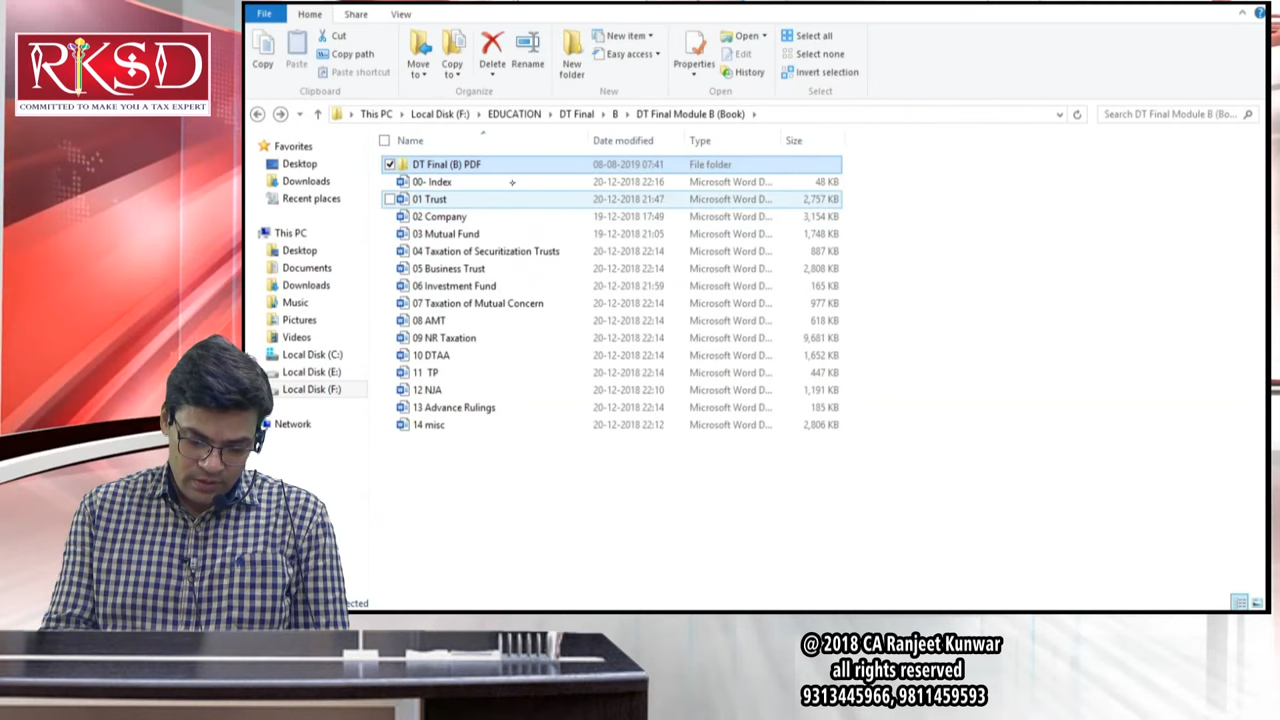 RKSD
COMMITTED TO MAKE YOU A TAX EXPERT
File Home Share View
Copy
Paste
Cut
Copy path
Paste shortcut
Clipboard
Move to
Copy to
Delete
Rename
Organize
New folder
New item
Easy access
New
Properties
Open
Edit
History
Open
Select all
Select none
Invert selection
Select
This PC Local Disk (F:) EDUCATION DT Final B DT Final Module B (Book)
Search DT Final Module B (Bo...
Favorites
Desktop
Downloads
Recent places
This PC
Desktop
Documents
Downloads
Music
Pictures
Videos
Local Disk (C:)
Local Disk (E:)
Local Disk (F:)
Network
Name Date modified Type Size
DT Final (B) PDF 08-08-2019 07:41 File folder
00- Index 20-12-2018 22:16 Microsoft Word D... 48 KB
01 Trust 20-12-2018 21:47 Microsoft Word D... 2,757 KB
02 Company 19-12-2018 17:49 Microsoft Word D... 3,154 KB
03 Mutual Fund 19-12-2018 21:05 Microsoft Word D... 1,748 KB
04 Taxation of Securitization Trusts 20-12-2018 22:14 Microsoft Word D... 887 KB
05 Business Trust 20-12-2018 22:14 Microsoft Word D... 2,808 KB
06 Investment Fund 20-12-2018 21:59 Microsoft Word D... 165 KB
07 Taxation of Mutual Concern 20-12-2018 22:14 Microsoft Word D... 977 KB
08 AMT 20-12-2018 22:14 Microsoft Word D... 618 KB
09 NR Taxation 20-12-2018 22:14 Microsoft Word D... 9,681 KB
10 DTAA 20-12-2018 22:14 Microsoft Word D... 1,652 KB
11 TP 20-12-2018 22:14 Microsoft Word D... 447 KB
12 NJA 20-12-2018 22:10 Microsoft Word D... 1,191 KB
13 Advance Rulings 20-12-2018 22:14 Microsoft Word D... 185 KB
14 misc 20-12-2018 22:12 Microsoft Word D... 2,806 KB
ected
@ 2018 CA Ranjeet Kunwar
all rights reserved
9313445966, 9811459593